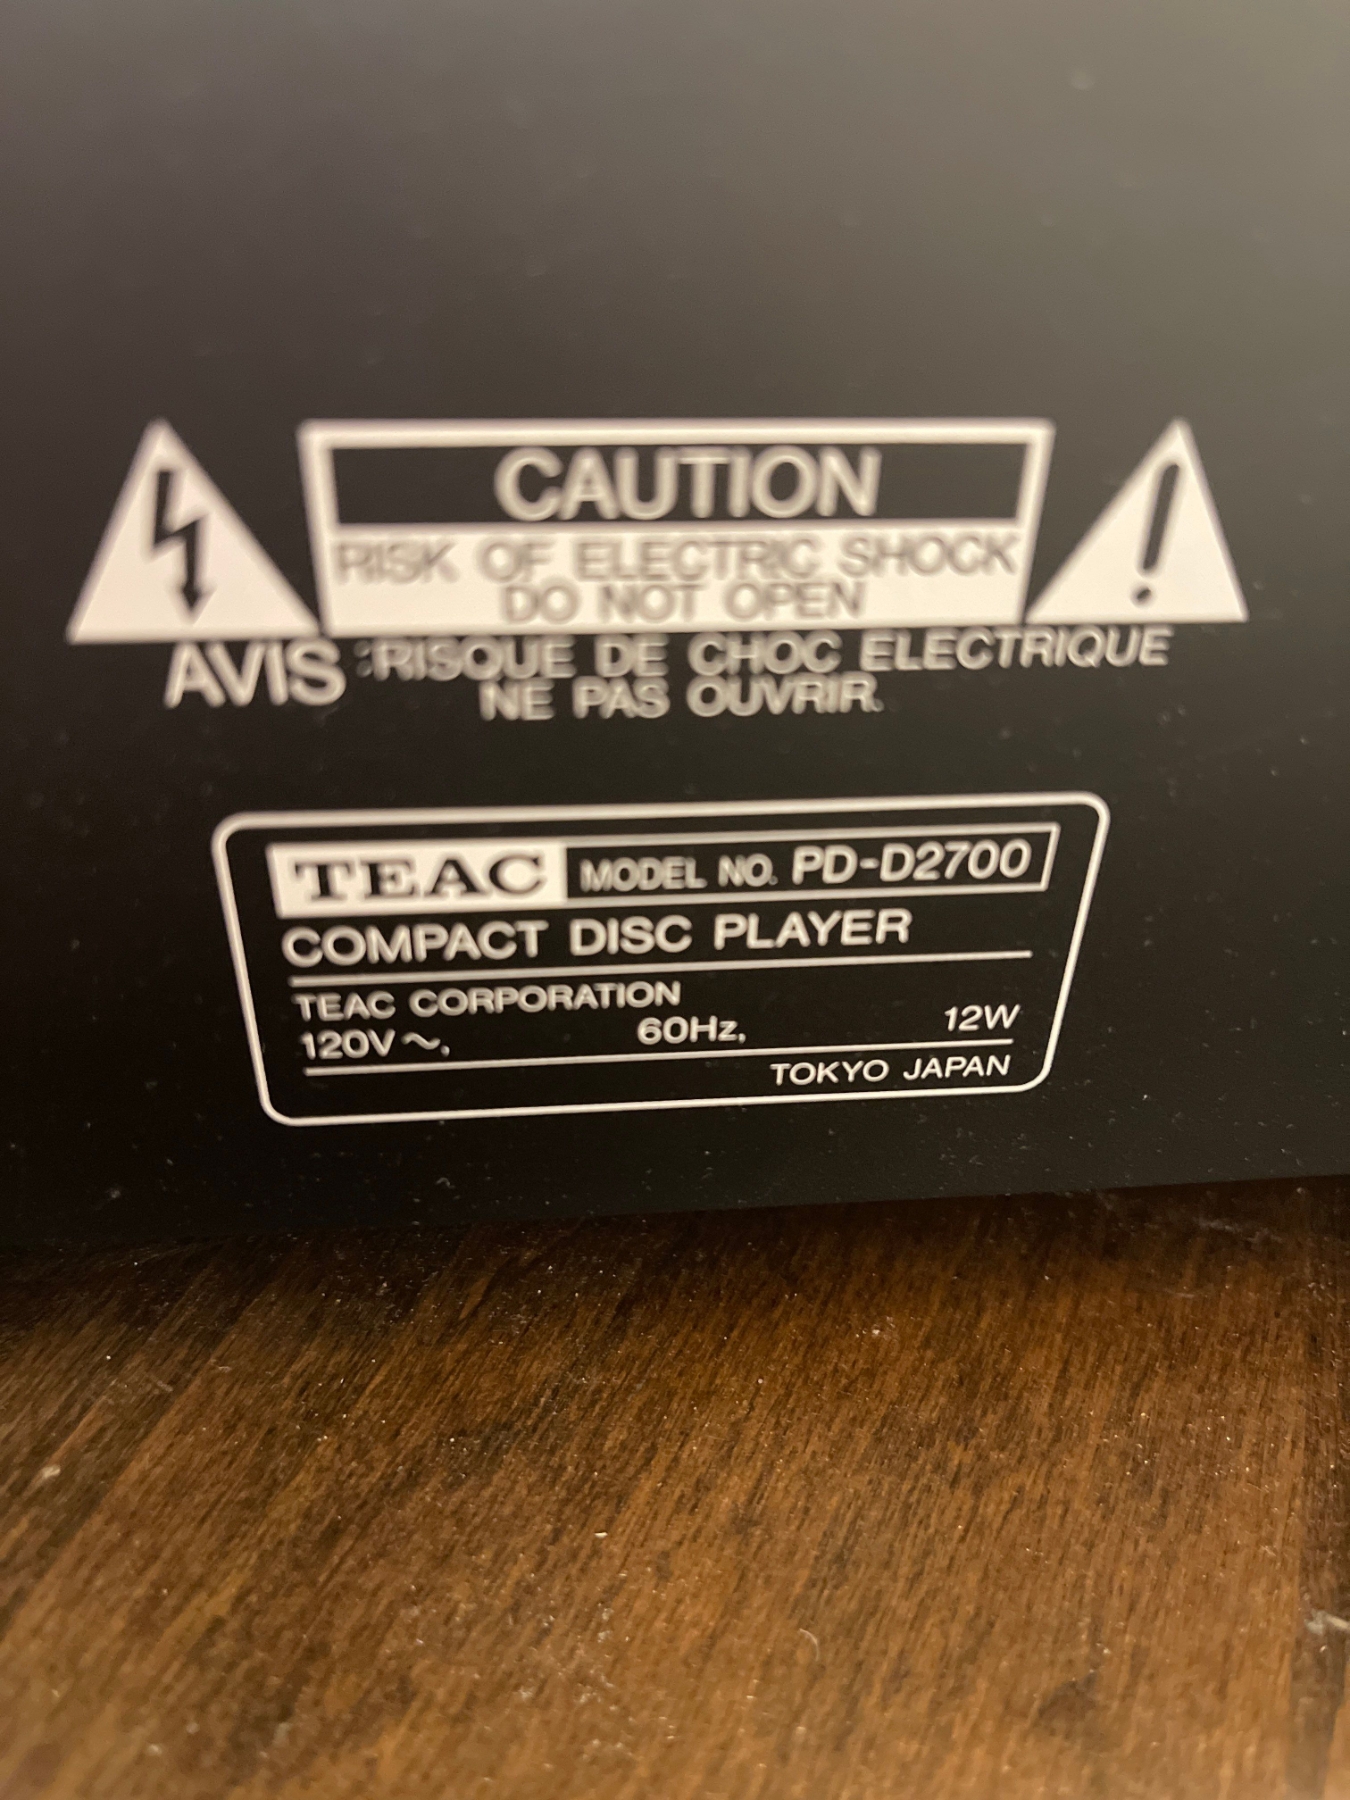 CAUTION
RISK OF ELECTRIC SHOCK
DO NOT OPEN
AVIS : RISQUE DE CHOC ELECTRIQUE
NE PAS OUVRIR.
TEAC MODEL NO. PD-D2700
COMPACT DISC PLAYER
TEAC CORPORATION
120V~, 60Hz, 12W
TOKYO JAPAN